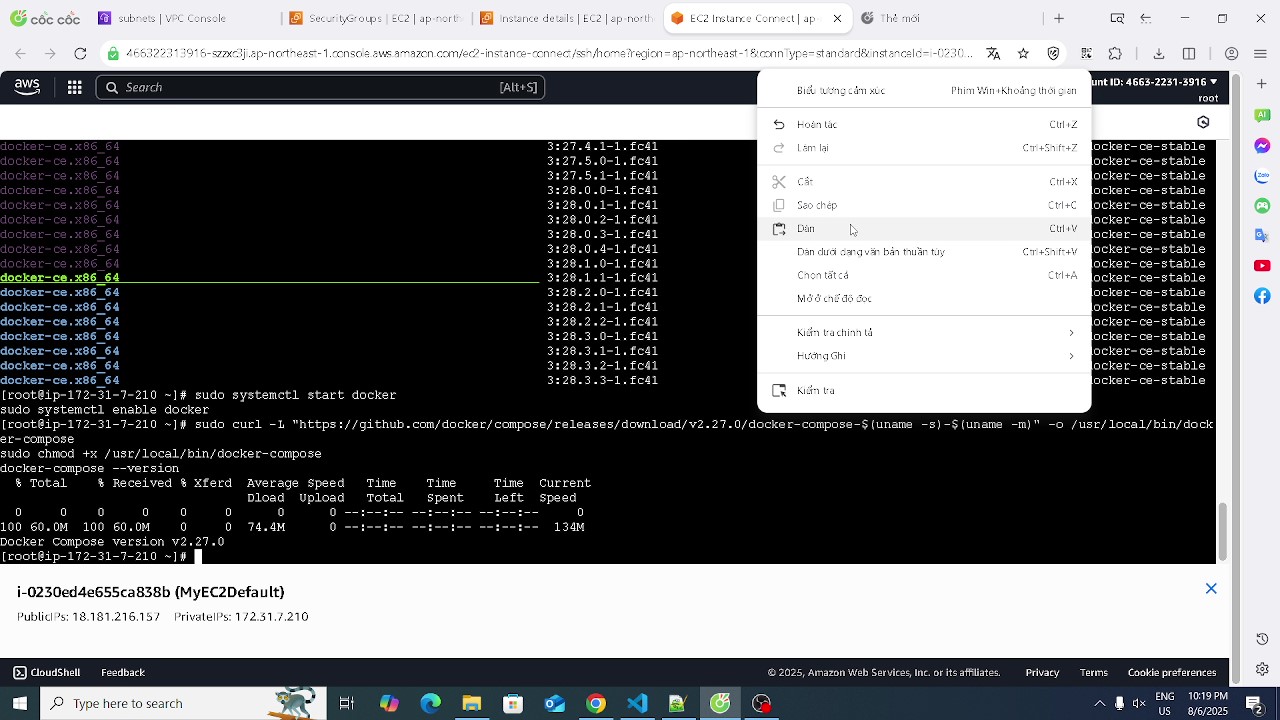 cốc cốc
subnets | VPC Console
SecurityGroups | EC2 | ap-north
Instance details | EC2 | ap-north
EC2 Instance Connect | ap-
Thẻ mới
466322313916-szzxc3jl.ap-northeast-1.console.aws.amazon.com/ec2-instance-connect/ssh/home?region=ap-northeast-1&connType=standard&instanceId=i-0230...
aws
Search
[Alt+S]
unt ID: 4663-2231-3916
root
Biểu tượng cảm xúc Phím Win+Khoảng thời gian
Hoàn tác Ctrl+Z
Làm lại Ctrl+Shift+Z
Cắt Ctrl+X
Sao chép Ctrl+C
Dán Ctrl+V
Dán dưới dạng văn bản thuần túy Ctrl+Shift+V
Chọn tất cả Ctrl+A
Mở ở chế độ đọc
Kiểm tra chính tả
Hướng Ghi
Kiểm tra
docker-ce.x86_64 3:27.4.1-1.fc41 docker-ce-stable
docker-ce.x86_64 3:27.5.0-1.fc41 docker-ce-stable
docker-ce.x86_64 3:27.5.1-1.fc41 docker-ce-stable
docker-ce.x86_64 3:28.0.0-1.fc41 docker-ce-stable
docker-ce.x86_64 3:28.0.1-1.fc41 docker-ce-stable
docker-ce.x86_64 3:28.0.2-1.fc41 docker-ce-stable
docker-ce.x86_64 3:28.0.3-1.fc41 docker-ce-stable
docker-ce.x86_64 3:28.0.4-1.fc41 docker-ce-stable
docker-ce.x86_64 3:28.1.0-1.fc41 docker-ce-stable
docker-ce.x86_64 3:28.1.1-1.fc41 docker-ce-stable
docker-ce.x86_64 3:28.2.0-1.fc41 docker-ce-stable
docker-ce.x86_64 3:28.2.1-1.fc41 docker-ce-stable
docker-ce.x86_64 3:28.2.2-1.fc41 docker-ce-stable
docker-ce.x86_64 3:28.3.0-1.fc41 docker-ce-stable
docker-ce.x86_64 3:28.3.1-1.fc41 docker-ce-stable
docker-ce.x86_64 3:28.3.2-1.fc41 docker-ce-stable
docker-ce.x86_64 3:28.3.3-1.fc41 docker-ce-stable
[root@ip-172-31-7-210 ~]# sudo systemctl start docker
sudo systemctl enable docker
[root@ip-172-31-7-210 ~]# sudo curl -L "https://github.com/docker/compose/releases/download/v2.27.0/docker-compose-$(uname -s)-$(uname -m)" -o /usr/local/bin/dock
er-compose
sudo chmod +x /usr/local/bin/docker-compose
docker-compose --version
% Total % Received % Xferd Average Speed Time Time Time Current
Dload Upload Total Spent Left Speed
0 0 0 0 0 0 0 0 --:--:-- --:--:-- --:--:-- 0
100 60.0M 100 60.0M 0 0 74.4M 0 --:--:-- --:--:-- --:--:-- 134M
Docker Compose version v2.27.0
[root@ip-172-31-7-210 ~]#
i-0230ed4e655ca838b (MyEC2Default)
PublicIPs: 18.181.216.157 PrivateIPs: 172.31.7.210
CloudShell Feedback © 2025, Amazon Web Services, Inc. or its affiliates. Privacy Terms Cookie preferences
AI
Zalo
Type here to search
ENG
US
10:19 PM
8/6/2025
2